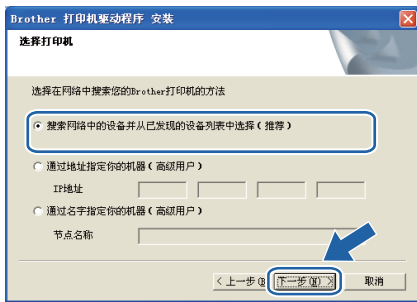 Brother 打印机驱动程序 安装
选择打印机
选择在网络中搜索您的Brother打印机的方法
搜索网络中的设备并从已发现的设备列表中选择(推荐)
通过地址指定你的机器(高级用户)
IP地址
通过名字指定你的机器(高级用户)
节点名称
< 上一步(B 下一步(N) > 取消